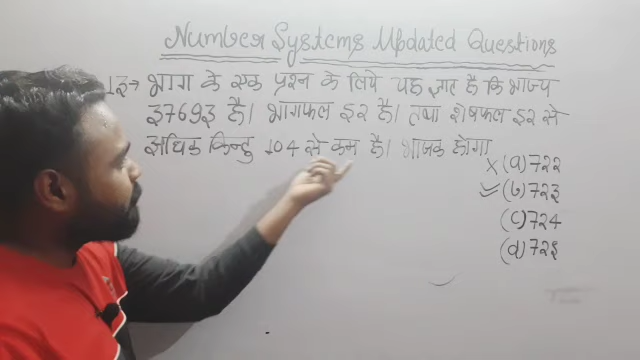 Number Systems Updated Questions
भाग के एक प्रश्न के लिये यह ज्ञात है कि भाज्य
37693 है। भागफल 52 है। तथा शेषफल 52 से
अधिक किन्तु 104 से कम है। भाजक होगा
(a) 722
(b) 723
(c) 724
(d) 725